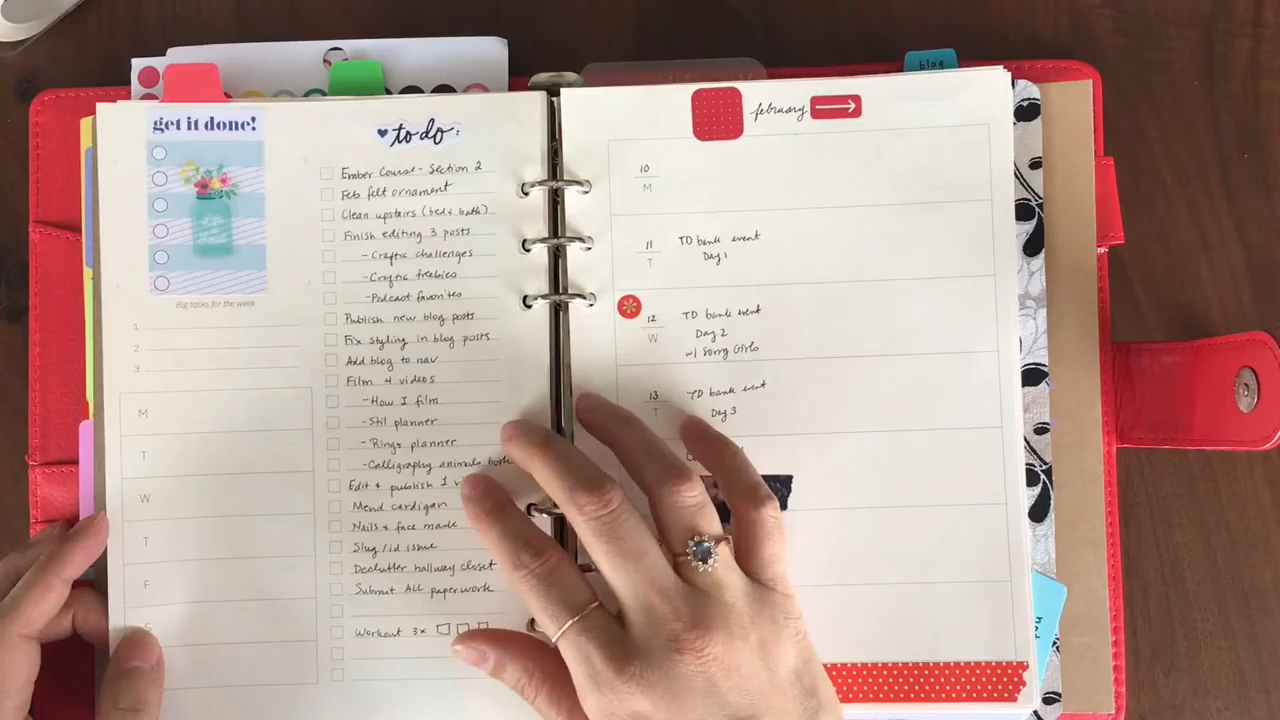 blog
get it done!
Big tasks for the week
1.
2.
3.
M
T
W
T
F
S
to do:
Ember Course - Section 2
Feb felt ornament
Clean upstairs (bed & bath)
Finish editing 3 posts
- Craftic challenges
- Craftic freebies
- Podcast favorites
Publish new blog posts
Fix styling in blog posts
Add blog to nav
Film 4 videos
- How I film
- Stil planner
- Rings planner
- Calligraphy animals book
Edit & publish 1
Mend cardigan
Nails & face mask
Slug/id issue
Declutter hallway closet
Submit ALL paperwork
Workout 3x
february
10
M
11
T
TD bank event
Day 1
12
W
TD bank event
Day 2
w/ Sorry Girls
13
T
TD bank event
Day 3